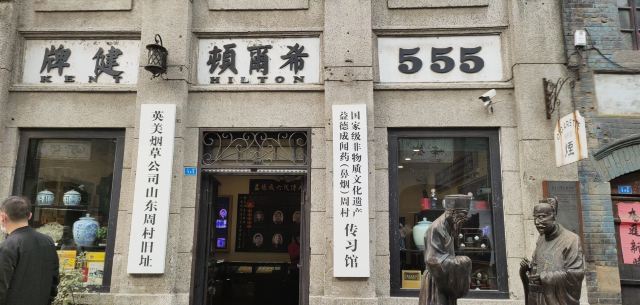 牌健
KENT
頓爾希
HILTON
555
英美烟草公司山东周村旧址
国家级非物质文化遗产
益德成闻药（鼻烟）周村
传习馆
煙